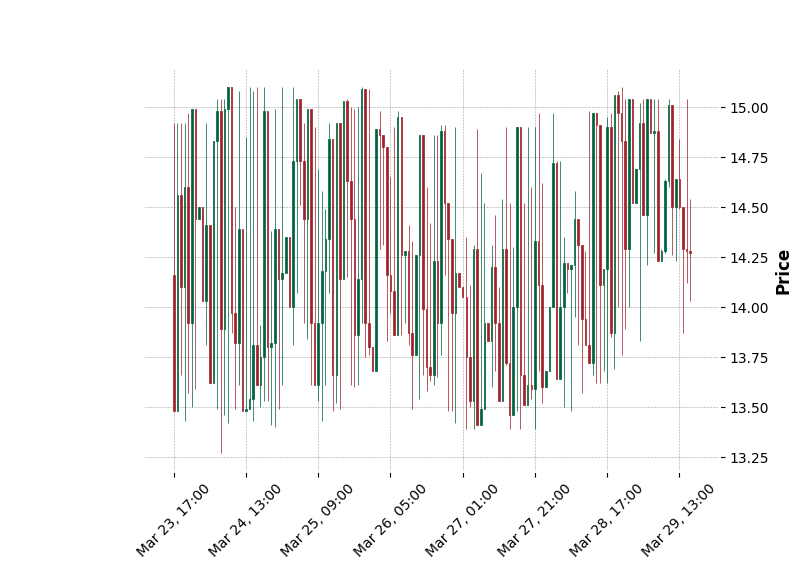 15.00
14.75
14.50
14.25
14.00
13.75
13.50
13.25
Price
Mar 23, 17:00
Mar 24, 13:00
Mar 25, 09:00
Mar 26, 05:00
Mar 27, 01:00
Mar 27, 21:00
Mar 28, 17:00
Mar 29, 13:00